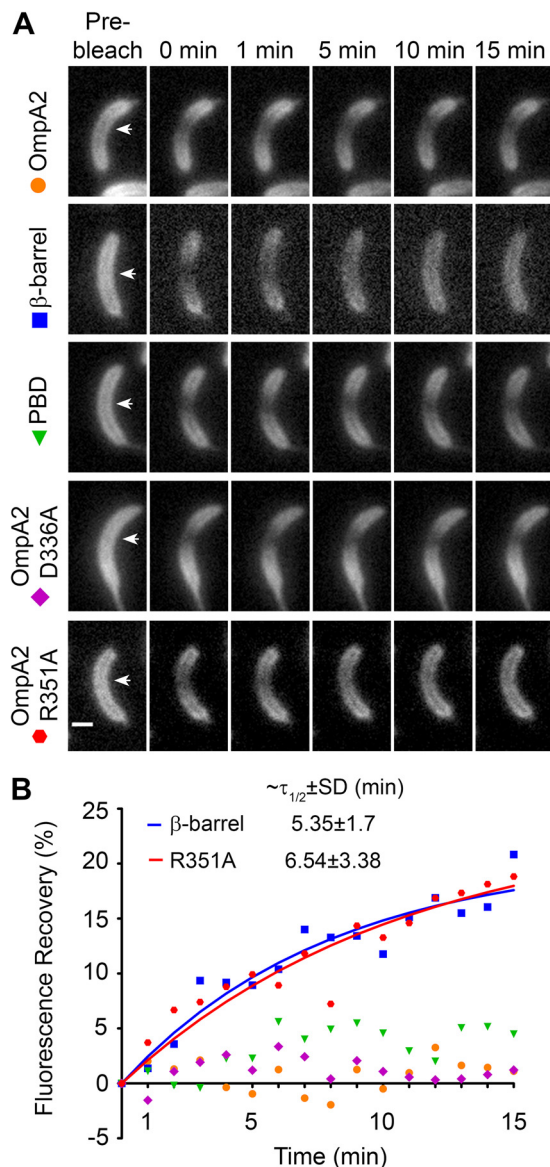 A
Pre-
bleach 0 min 1 min 5 min 10 min 15 min
OmpA2
β-barrel
PBD
OmpA2
D336A
OmpA2
R351A
B
~τ1/2±SD (min)
β-barrel 5.35±1.7
R351A 6.54±3.38
Fluorescence Recovery (%)
25
20
15
10
5
0
-5
1 5 10 15
Time (min)